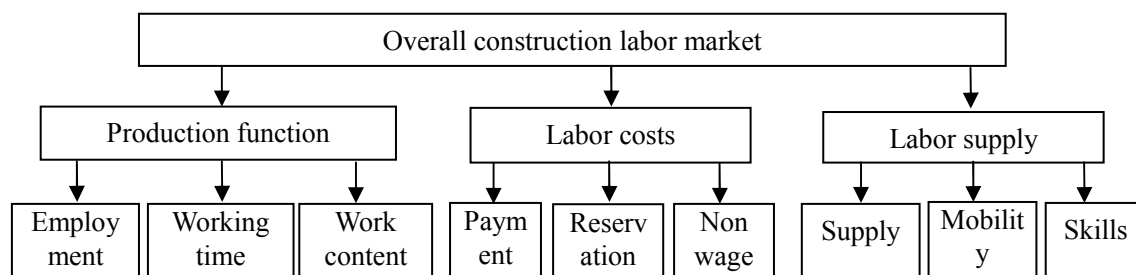 Overall construction labor market
Production function
Labor costs
Labor supply
Employ
ment
Working
time
Work
content
Paym
ent
Reserv
ation
Non
wage
Supply
Mobilit
y
Skills